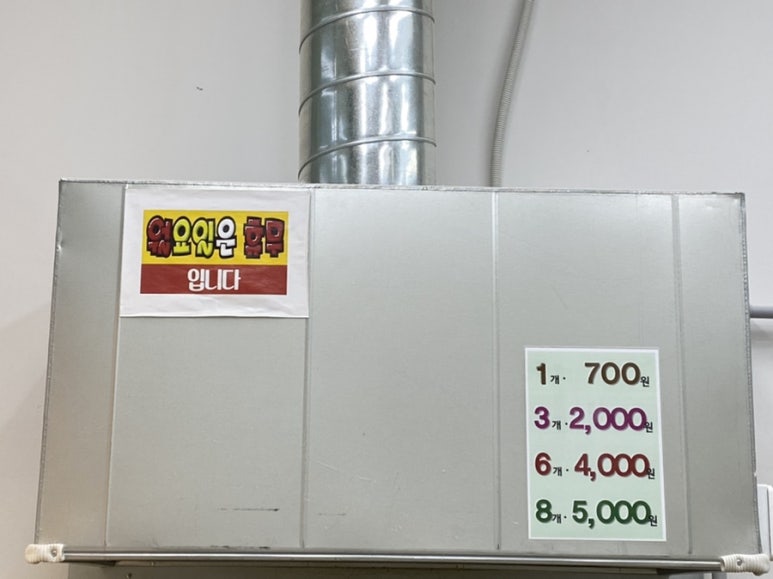 월요일은 휴무
입니다
1개· 700원
3개·2,000원
6개·4,000원
8개·5,000원